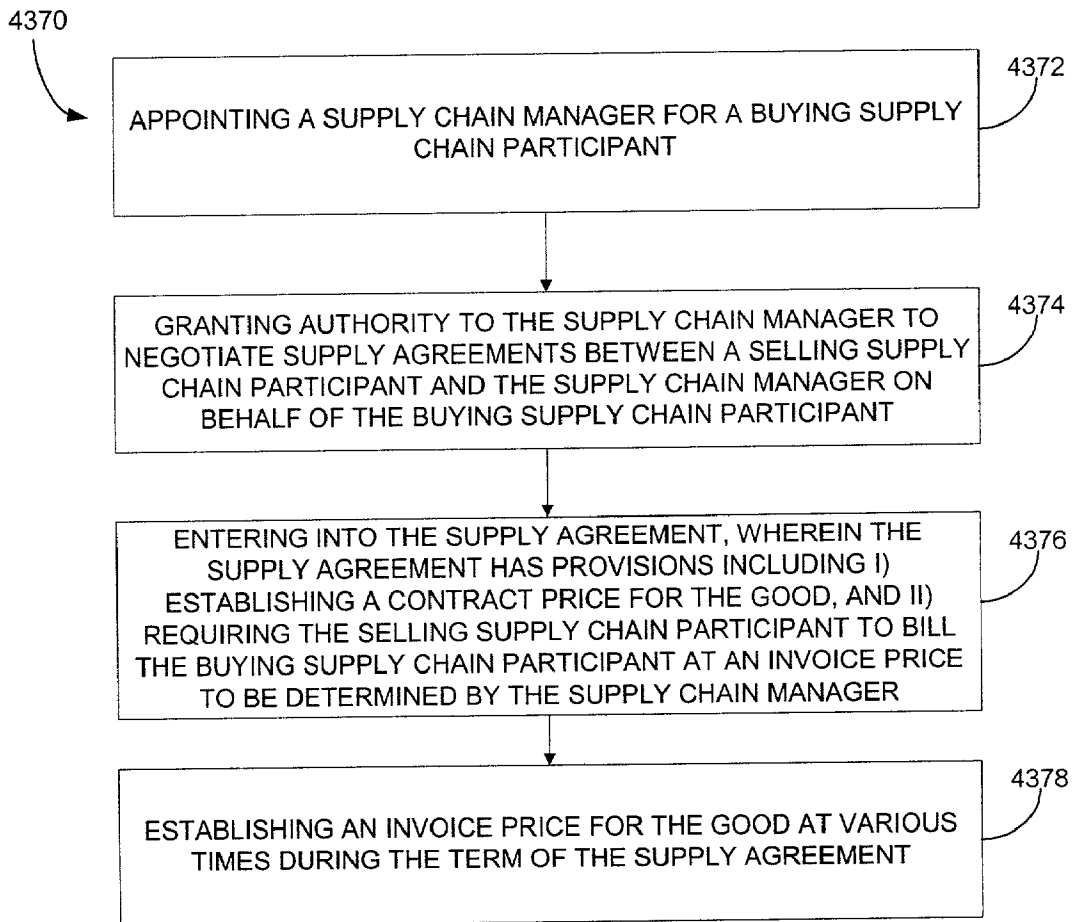 4370
4372
APPOINTING A SUPPLY CHAIN MANAGER FOR A BUYING SUPPLY
CHAIN PARTICIPANT
4374
GRANTING AUTHORITY TO THE SUPPLY CHAIN MANAGER TO
NEGOTIATE SUPPLY AGREEMENTS BETWEEN A SELLING SUPPLY
CHAIN PARTICIPANT AND THE SUPPLY CHAIN MANAGER ON
BEHALF OF THE BUYING SUPPLY CHAIN PARTICIPANT
4376
ENTERING INTO THE SUPPLY AGREEMENT, WHEREIN THE
SUPPLY AGREEMENT HAS PROVISIONS INCLUDING I)
ESTABLISHING A CONTRACT PRICE FOR THE GOOD, AND II)
REQUIRING THE SELLING SUPPLY CHAIN PARTICIPANT TO BILL
THE BUYING SUPPLY CHAIN PARTICIPANT AT AN INVOICE PRICE
TO BE DETERMINED BY THE SUPPLY CHAIN MANAGER
4378
ESTABLISHING AN INVOICE PRICE FOR THE GOOD AT VARIOUS
TIMES DURING THE TERM OF THE SUPPLY AGREEMENT